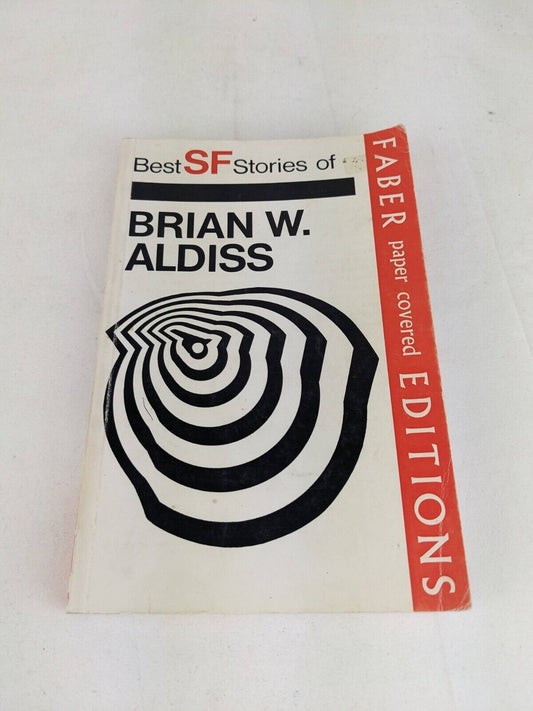 Best SF Stories of
BRIAN W.
ALDISS
FABER paper covered EDITIONS